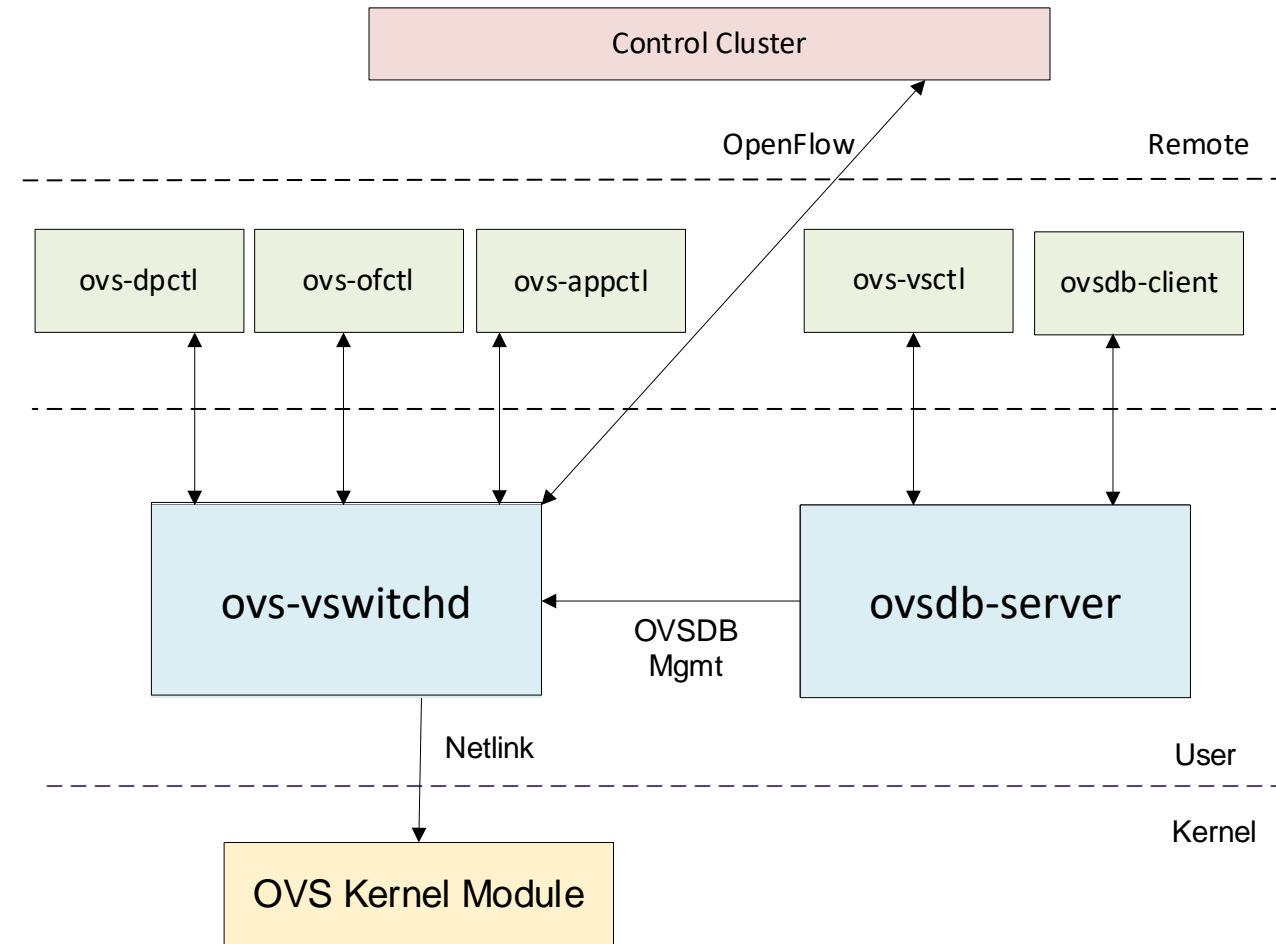 Control Cluster
OpenFlow
Remote
ovs-dpctl
ovs-ofctl
ovs-appctl
ovs-vsctl
ovsdb-client
ovs-vswitchd
ovsdb-server
OVSDB
Mgmt
Netlink
User
Kernel
OVS Kernel Module